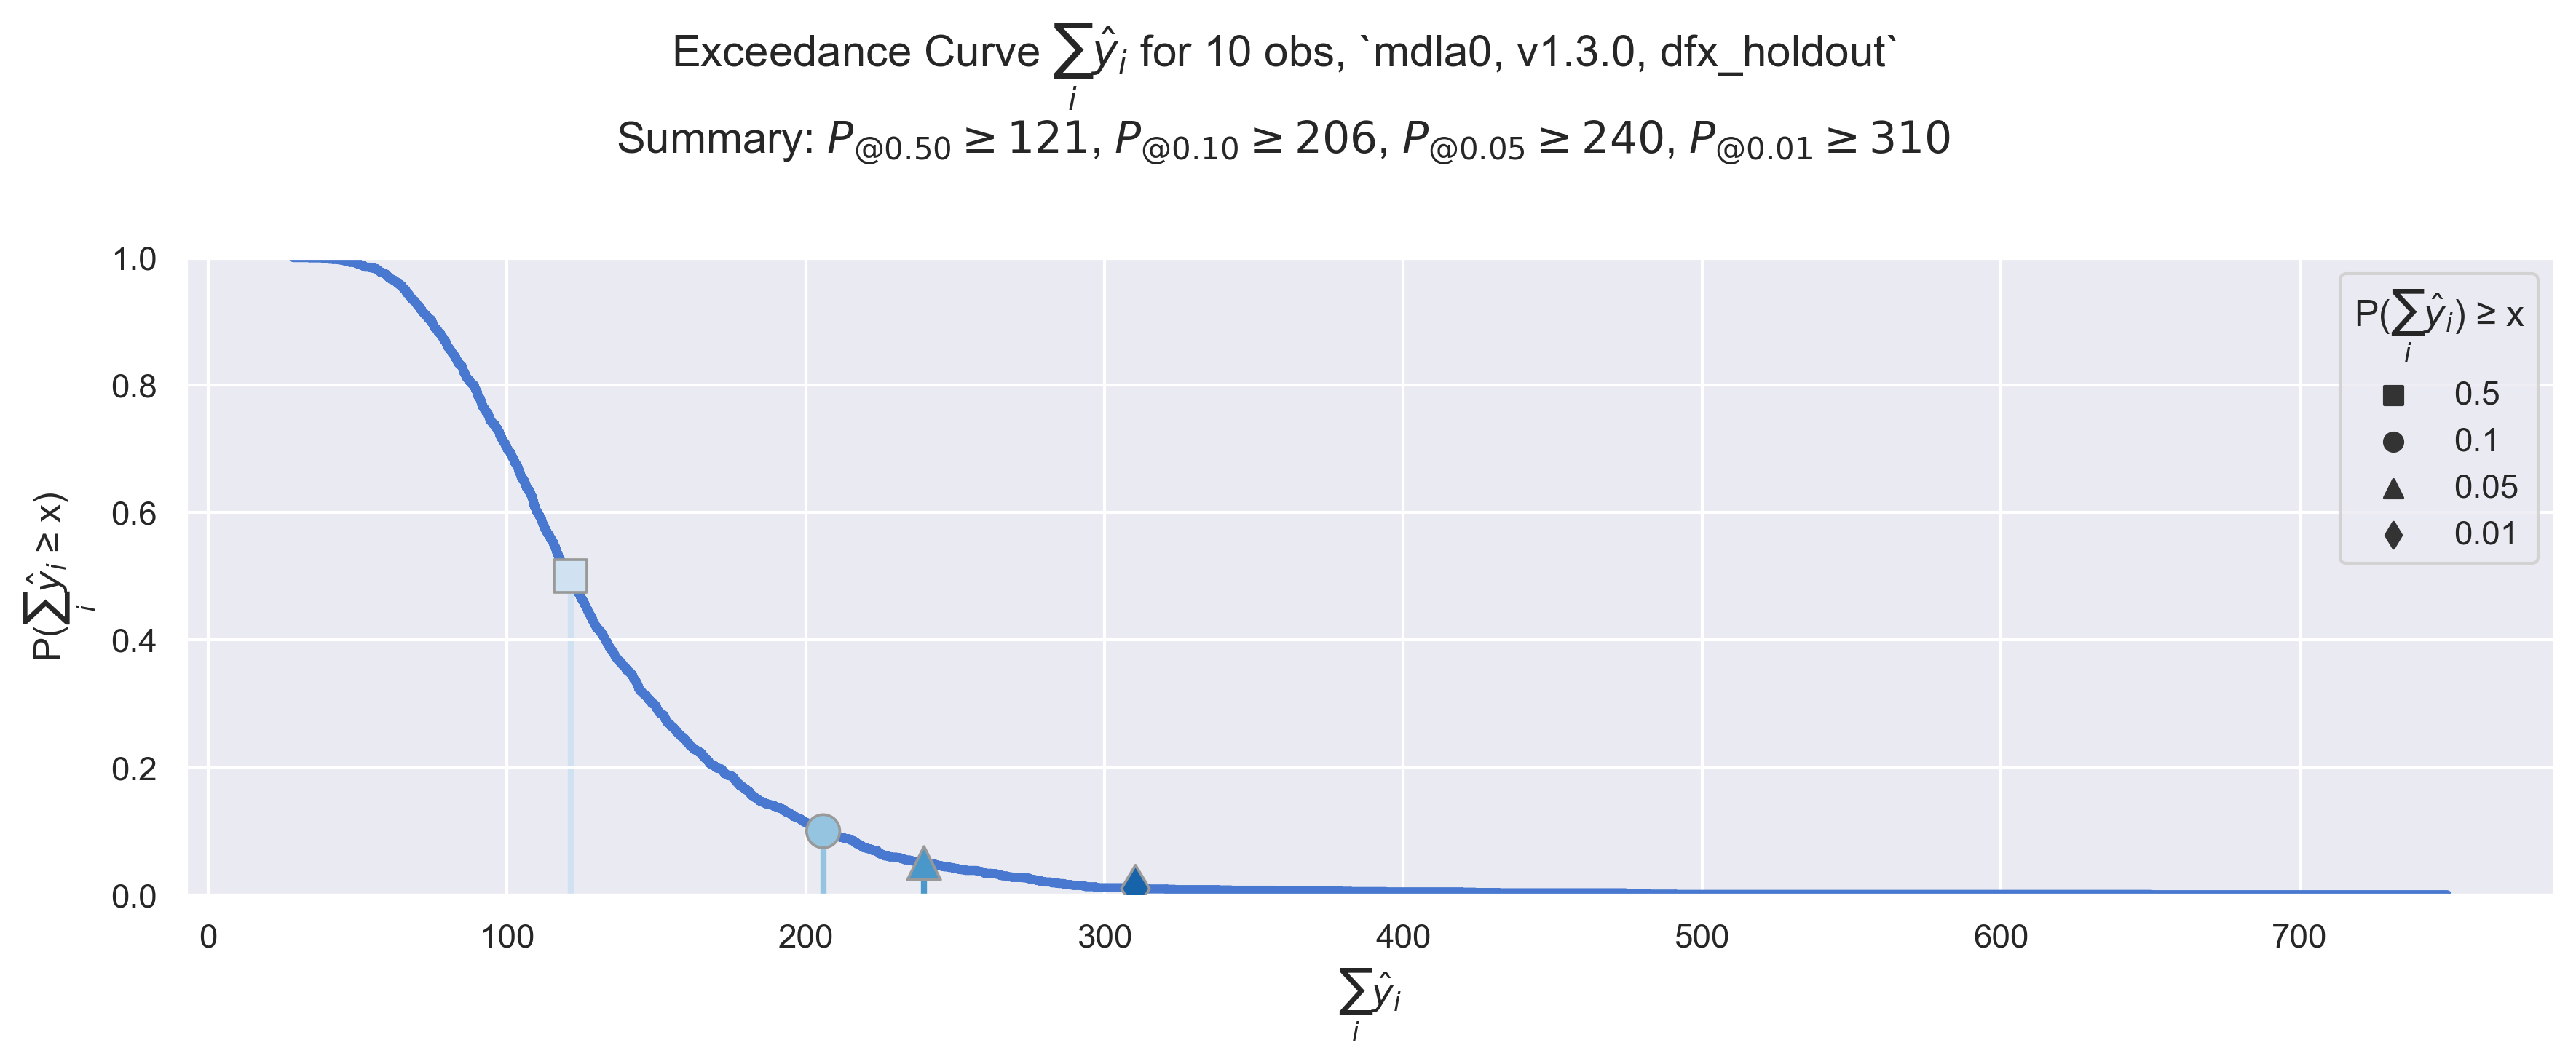 Exceedance Curve ∑ᵢ ŷᵢ for 10 obs, `mdla0, v1.3.0, dfx_holdout`
Summary: P@0.50 ≥ 121, P@0.10 ≥ 206, P@0.05 ≥ 240, P@0.01 ≥ 310
P(∑ᵢ ŷᵢ ≥ x)
1.0
0.8
0.6
0.4
0.2
0.0
P(∑ᵢ ŷᵢ) ≥ x
0.5
0.1
0.05
0.01
0 100 200 300 400 500 600 700
∑ᵢ ŷᵢ